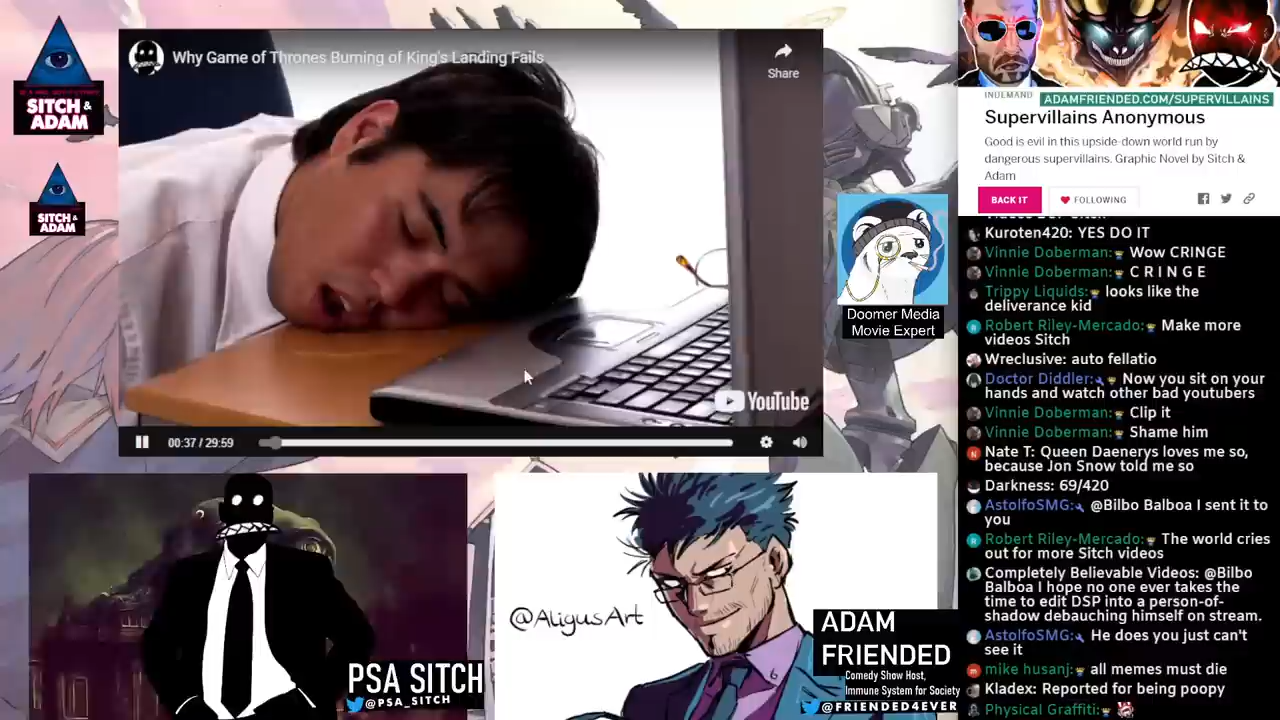 SITCH &
ADAM
SITCH &
ADAM
Why Game of Thrones Burning of King's Landing Fails
Share
YouTube
00:37 / 29:59
Doomer Media
Movie Expert
PSA SITCH
@PSA_SITCH
@AligusArt
ADAM
FRIENDED
Comedy Show Host,
Immune System for Society
@FRIENDED4EVER
INDEMAND
ADAMFRIENDED.COM/SUPERVILLAINS
Supervillains Anonymous
Good is evil in this upside-down world run by
dangerous supervillains. Graphic Novel by Sitch &
Adam
BACK IT
FOLLOWING
Kuroten420: YES DO IT
Vinnie Doberman: Wow CRINGE
Vinnie Doberman: C R I N G E
Trippy Liquids: looks like the
deliverance kid
Robert Riley-Mercado: Make more
videos Sitch
Wreclusive: auto fellatio
Doctor Diddler: Now you sit on your
hands and watch other bad youtubers
Vinnie Doberman: Clip it
Vinnie Doberman: Shame him
Nate T: Queen Daenerys loves me so,
because Jon Snow told me so
Darkness: 69/420
AstolfoSMG: @Bilbo Balboa I sent it to
you
Robert Riley-Mercado: The world cries
out for more Sitch videos
Completely Believable Videos: @Bilbo
Balboa I hope no one ever takes the
time to edit DSP into a person-of-
shadow debauching himself on stream.
AstolfoSMG: He does you just can't
see it
mike husanj: all memes must die
Kladex: Reported for being poopy
Physical Graffiti: